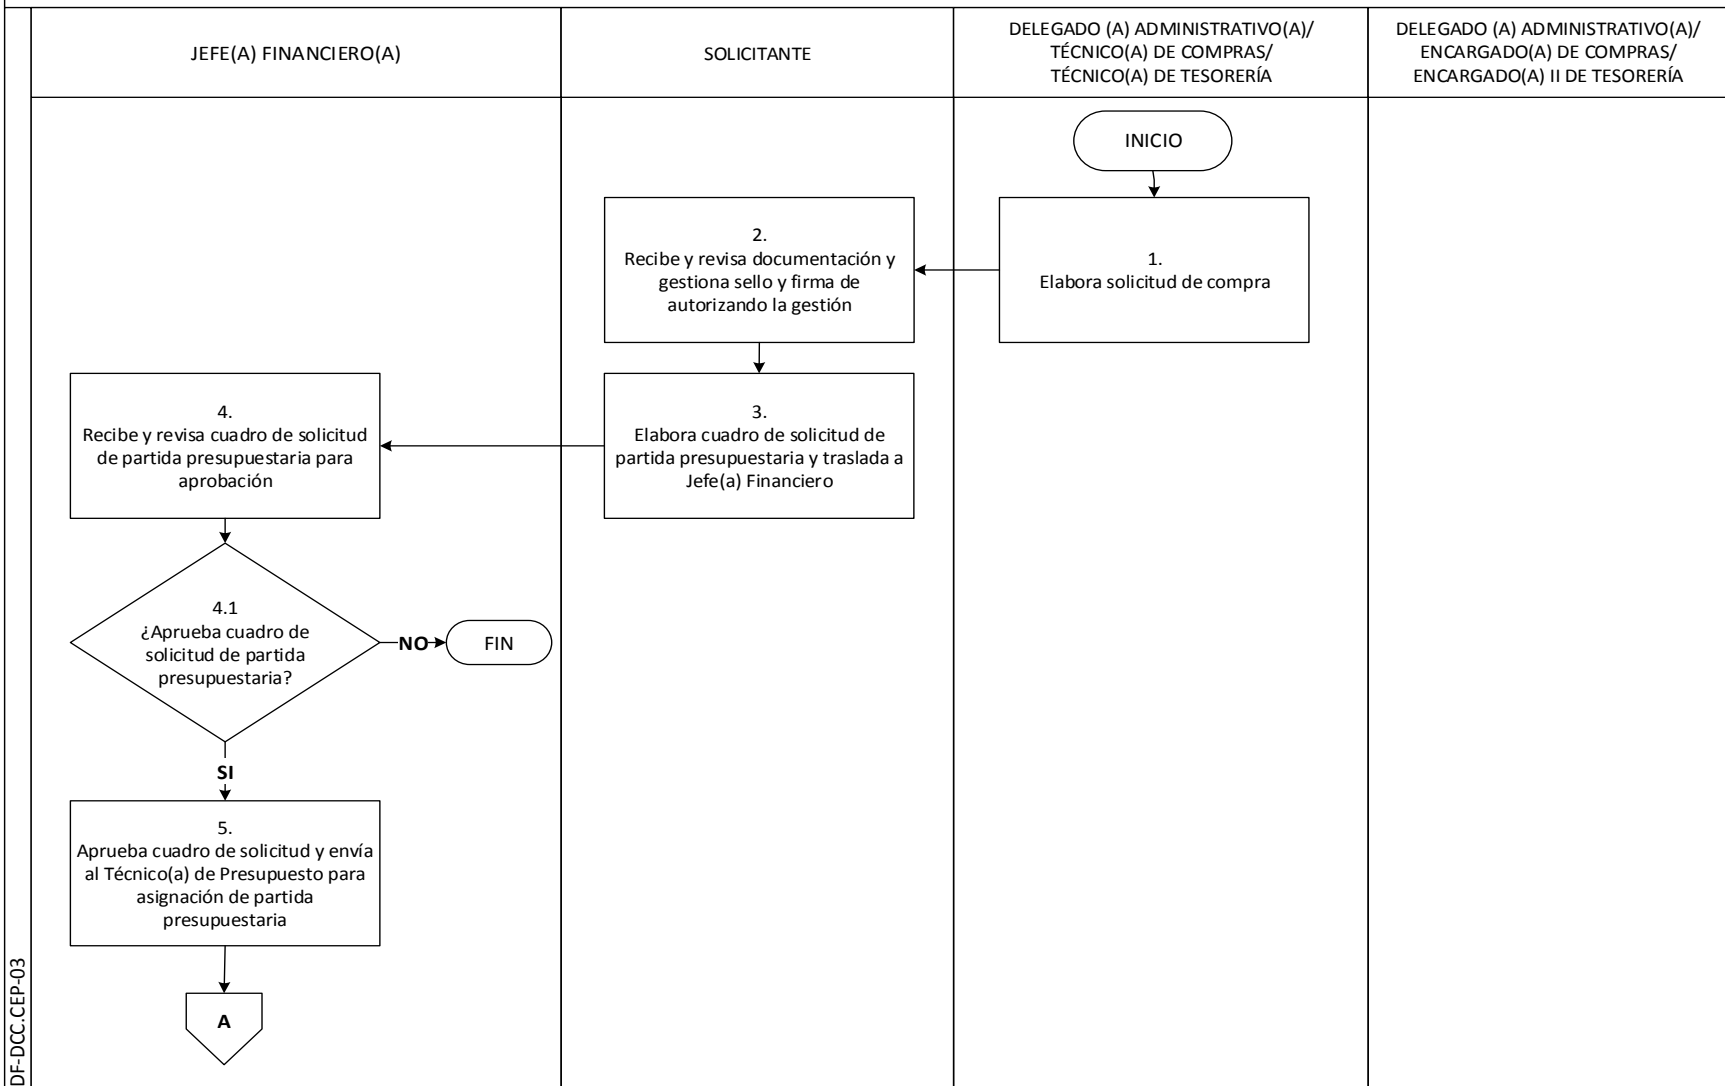 JEFE(A) FINANCIERO(A)
SOLICITANTE
DELEGADO (A) ADMINISTRATIVO(A)/
TÉCNICO(A) DE COMPRAS/
TÉCNICO(A) DE TESORERÍA
DELEGADO (A) ADMINISTRATIVO(A)/
ENCARGADO(A) DE COMPRAS/
ENCARGADO(A) II DE TESORERÍA
INICIO
1.
Elabora solicitud de compra
2.
Recibe y revisa documentación y
gestiona sello y firma de
autorizando la gestión
3.
Elabora cuadro de solicitud de
partida presupuestaria y traslada a
Jefe(a) Financiero
4.
Recibe y revisa cuadro de solicitud
de partida presupuestaria para
aprobación
4.1
¿Aprueba cuadro de
solicitud de partida
presupuestaria?
NO
FIN
SI
5.
Aprueba cuadro de solicitud y envía
al Técnico(a) de Presupuesto para
asignación de partida
presupuestaria
A
DF-DCC.CEP-03